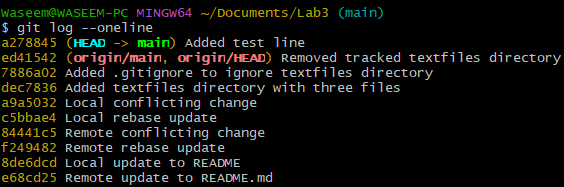 Waseem@WASEEM-PC MINGW64 ~/Documents/Lab3 (main)
$ git log --oneline
a278845 (HEAD -> main) Added test line
ed41542 (origin/main, origin/HEAD) Removed tracked textfiles directory
7886a02 Added .gitignore to ignore textfiles directory
dec7836 Added textfiles directory with three files
a9a5032 Local conflicting change
c5bbae4 Local rebase update
84441c5 Remote conflicting change
f249482 Remote rebase update
8de6dcd Local update to README
e68cd25 Remote update to README.md